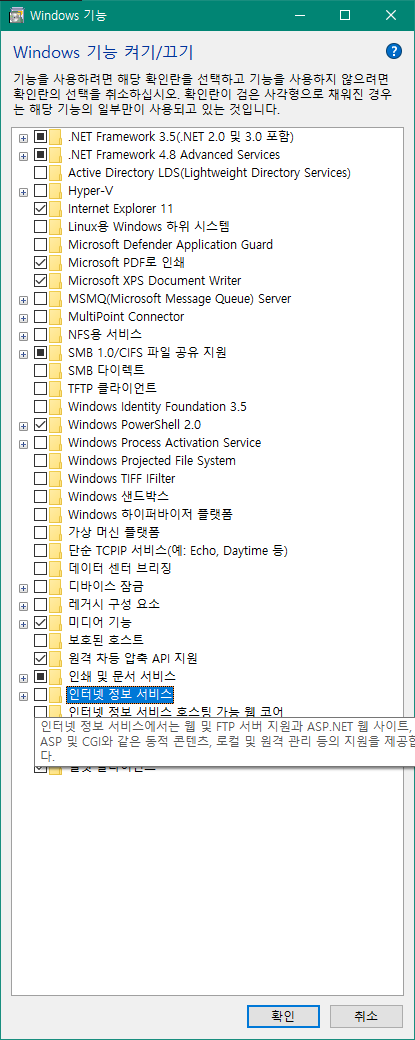 Windows 기능
Windows 기능 켜기/끄기
?
기능을 사용하려면 해당 확인란을 선택하고 기능을 사용하지 않으려면
확인란의 선택을 취소하십시오. 확인란이 검은 사각형으로 채워진 경우
는 해당 기능의 일부만이 사용되고 있는 것입니다.
.NET Framework 3.5(.NET 2.0 및 3.0 포함)
.NET Framework 4.8 Advanced Services
Active Directory LDS(Lightweight Directory Services)
Hyper-V
Internet Explorer 11
Linux용 Windows 하위 시스템
Microsoft Defender Application Guard
Microsoft PDF로 인쇄
Microsoft XPS Document Writer
MSMQ(Microsoft Message Queue) Server
MultiPoint Connector
NFS용 서비스
SMB 1.0/CIFS 파일 공유 지원
SMB 다이렉트
TFTP 클라이언트
Windows Identity Foundation 3.5
Windows PowerShell 2.0
Windows Process Activation Service
Windows Projected File System
Windows TIFF IFilter
Windows 샌드박스
Windows 하이퍼바이저 플랫폼
가상 머신 플랫폼
단순 TCPIP 서비스(예: Echo, Daytime 등)
데이터 센터 브리징
디바이스 잠금
레거시 구성 요소
미디어 기능
보호된 호스트
원격 차등 압축 API 지원
인쇄 및 문서 서비스
인터넷 정보 서비스
인터넷 정보 서비스 호스팅 가능 웹 코어
인터넷 정보 서비스에서는 웹 및 FTP 서버 지원과 ASP.NET 웹 사이트,
ASP 및 CGI와 같은 동적 콘텐츠, 로컬 및 원격 관리 등의 지원을 제공합
다.
확인
취소